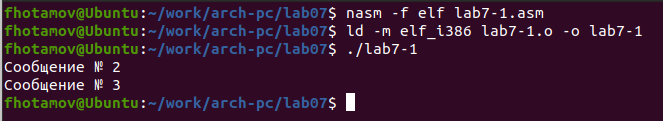 fhotamov@Ubuntu:~/work/arch-pc/lab07$ nasm -f elf lab7-1.asm
fhotamov@Ubuntu:~/work/arch-pc/lab07$ ld -m elf_i386 lab7-1.o -o lab7-1
fhotamov@Ubuntu:~/work/arch-pc/lab07$ ./lab7-1
Сообщение № 2
Сообщение № 3
fhotamov@Ubuntu:~/work/arch-pc/lab07$